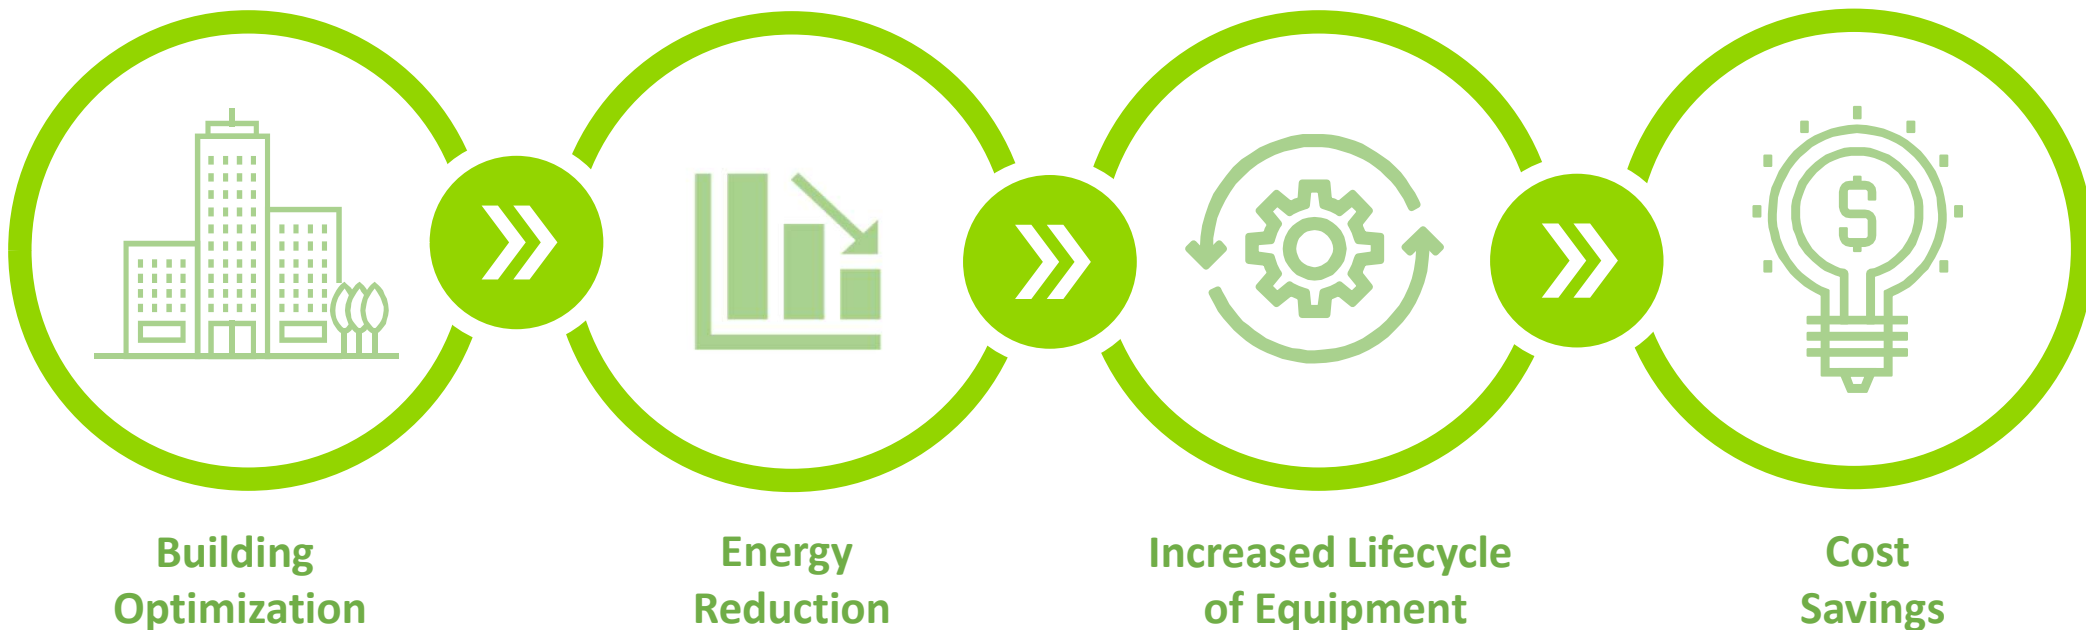 Building
Optimization
Energy
Reduction
Increased Lifecycle
of Equipment
$
Cost
Savings